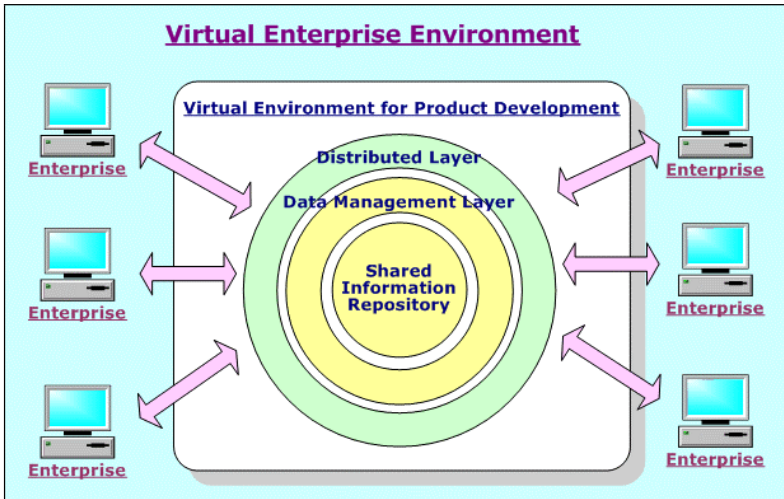 Virtual Enterprise Environment
Virtual Environment for Product Development
Enterprise
Enterprise
Enterprise
Distributed Layer
Data Management Layer
Shared
Information
Repository
Enterprise
Enterprise
Enterprise